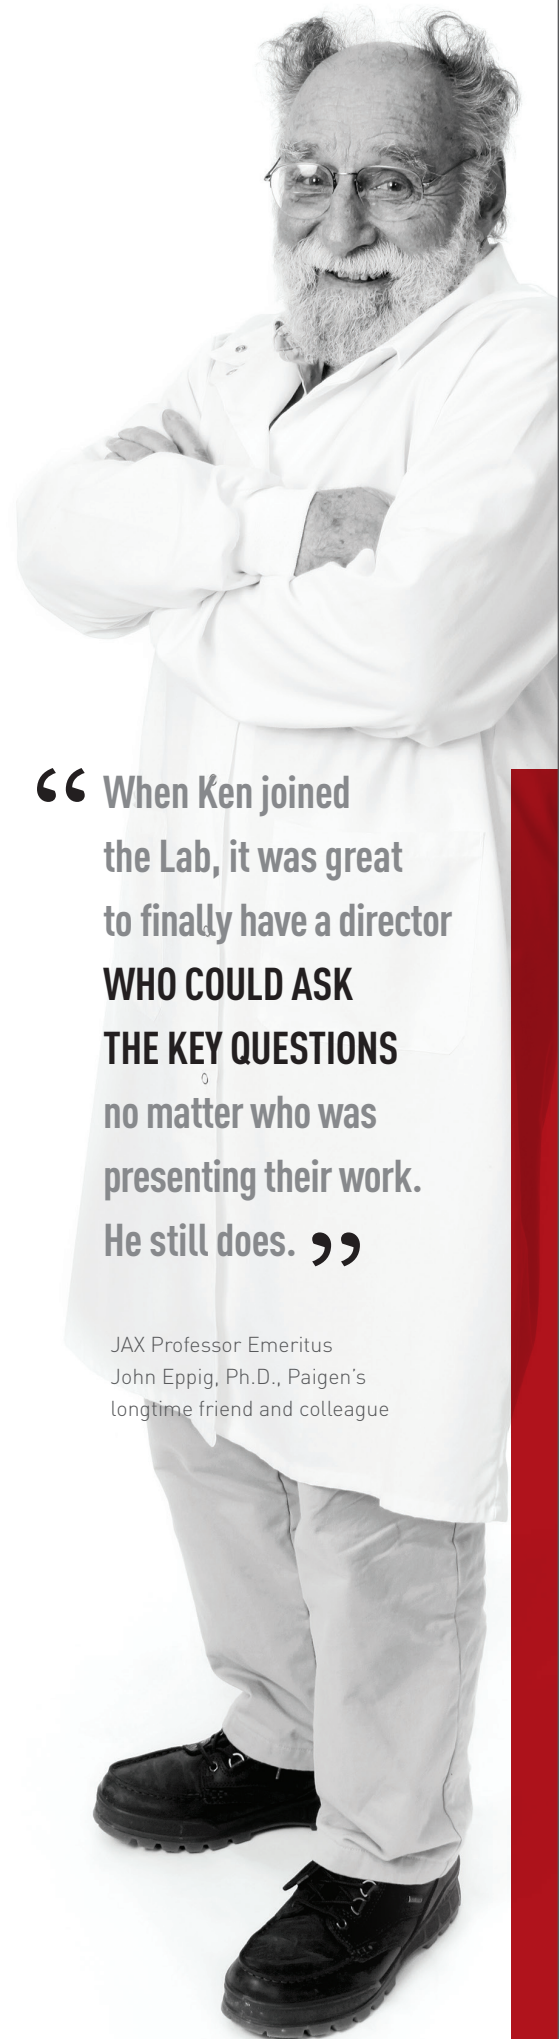 “ When Ken joined
the Lab, it was great
to finally have a director
WHO COULD ASK
THE KEY QUESTIONS
no matter who was
presenting their work.
He still does. ”
JAX Professor Emeritus
John Eppig, Ph.D., Paigen’s
longtime friend and colleague